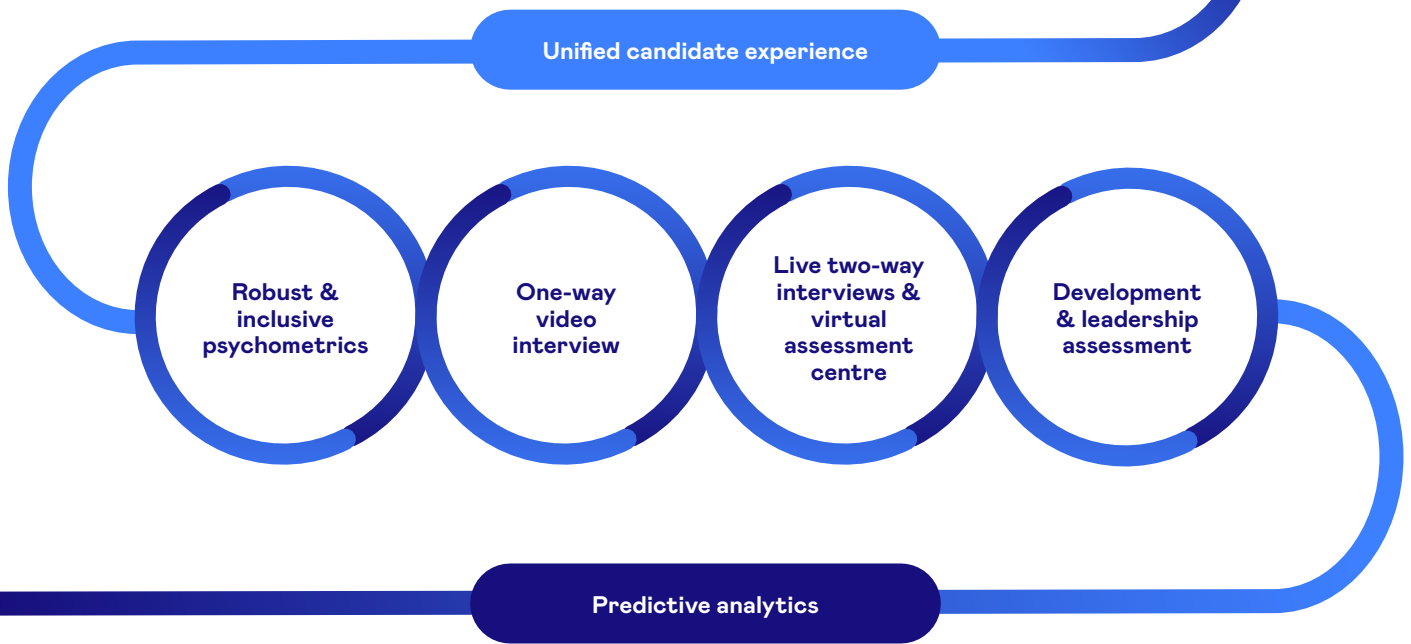 Unified candidate experience
Robust &
inclusive
psychometrics
One-way
video
interview
Live two-way
interviews &
virtual
assessment
centre
Development
& leadership
assessment
Predictive analytics